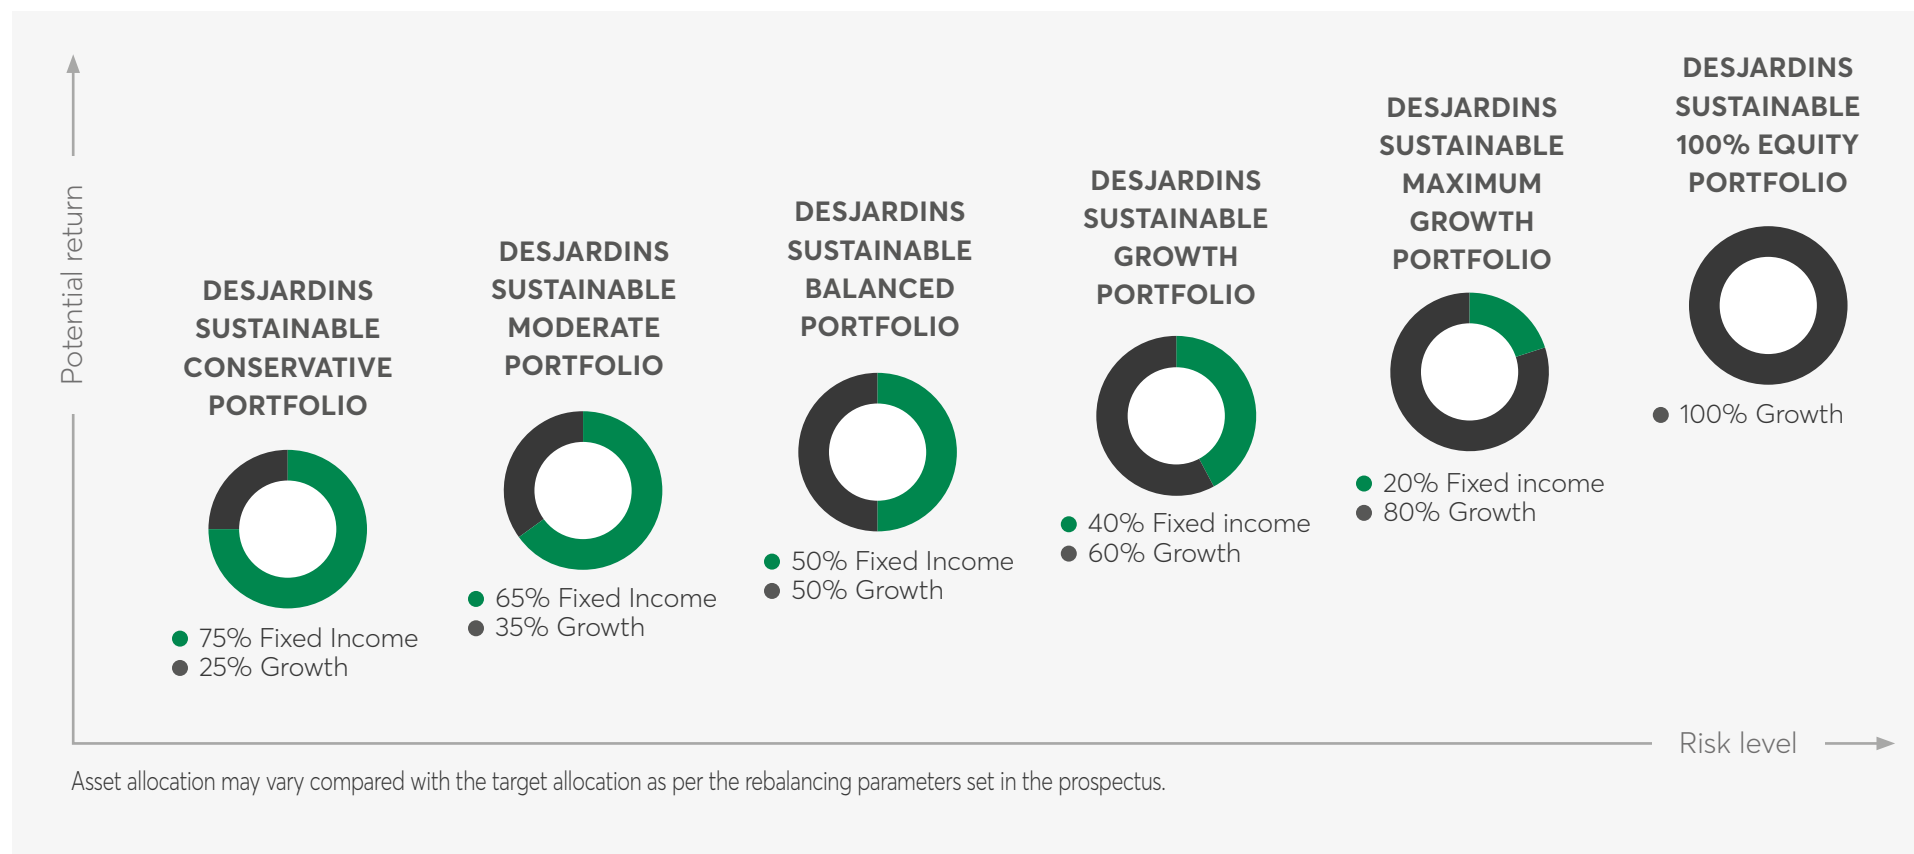 Potential return
DESJARDINS
SUSTAINABLE
CONSERVATIVE
PORTFOLIO
75% Fixed Income
25% Growth
DESJARDINS
SUSTAINABLE
MODERATE
PORTFOLIO
65% Fixed Income
35% Growth
DESJARDINS
SUSTAINABLE
BALANCED
PORTFOLIO
50% Fixed Income
50% Growth
DESJARDINS
SUSTAINABLE
GROWTH
PORTFOLIO
40% Fixed income
60% Growth
DESJARDINS
SUSTAINABLE
MAXIMUM
GROWTH
PORTFOLIO
20% Fixed income
80% Growth
DESJARDINS
SUSTAINABLE
100% EQUITY
PORTFOLIO
100% Growth
Risk level
Asset allocation may vary compared with the target allocation as per the rebalancing parameters set in the prospectus.